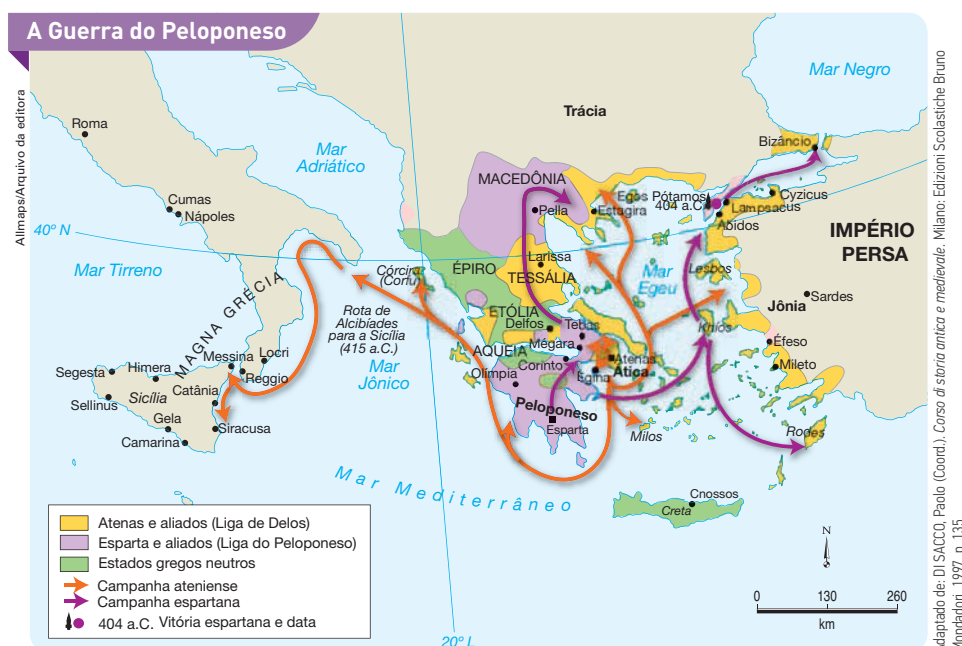 A Guerra do Peloponeso
Allmaps/Arquivo da editora
Mar Negro
Trácia
Roma
Bizâncio
Mar
Adriático
MACEDÔNIA
Egos Pótamos
404 a.C.
Cyzicus
Lampsacus
Pella
Estagira
Cumas
Nápoles
Abidos
40º N
IMPÉRIO
PERSA
Mar Tirreno
MAGNA GRÉCIA
Córcira
(Corfu)
ÉPIRO
Larissa
TESSÁLIA
Mar
Egeu
Lesbos
Sardes
Jônia
Rota de
Alcibíades
para a Sicília
(415 a.C.)
ETÓLIA
Delfos
Tebas
Khíos
Mégara
Éfeso
AQUEIA
Messina
Locri
Mar
Jônico
Corinto
Atenas
Ática
Mileto
Segesta
Himera
Reggio
Olímpia
Egina
Catânia
Sicília
Sellinus
Peloponeso
Gela
Siracusa
Esparta
Milos
Rodes
Camarina
Mar Mediterrâneo
Cnossos
Creta
Atenas e aliados (Liga de Delos)
Esparta e aliados (Liga do Peloponeso)
Estados gregos neutros
Campanha ateniense
Campanha espartana
404 a.C. Vitória espartana e data
N
0 130 260
km
20º L
Adaptado de: DI SACCO, Paolo (Coord.). Corso di storia antica e medievale. Milano: Edizioni Scolastiche Bruno
Mondadori, 1997. p. 135.